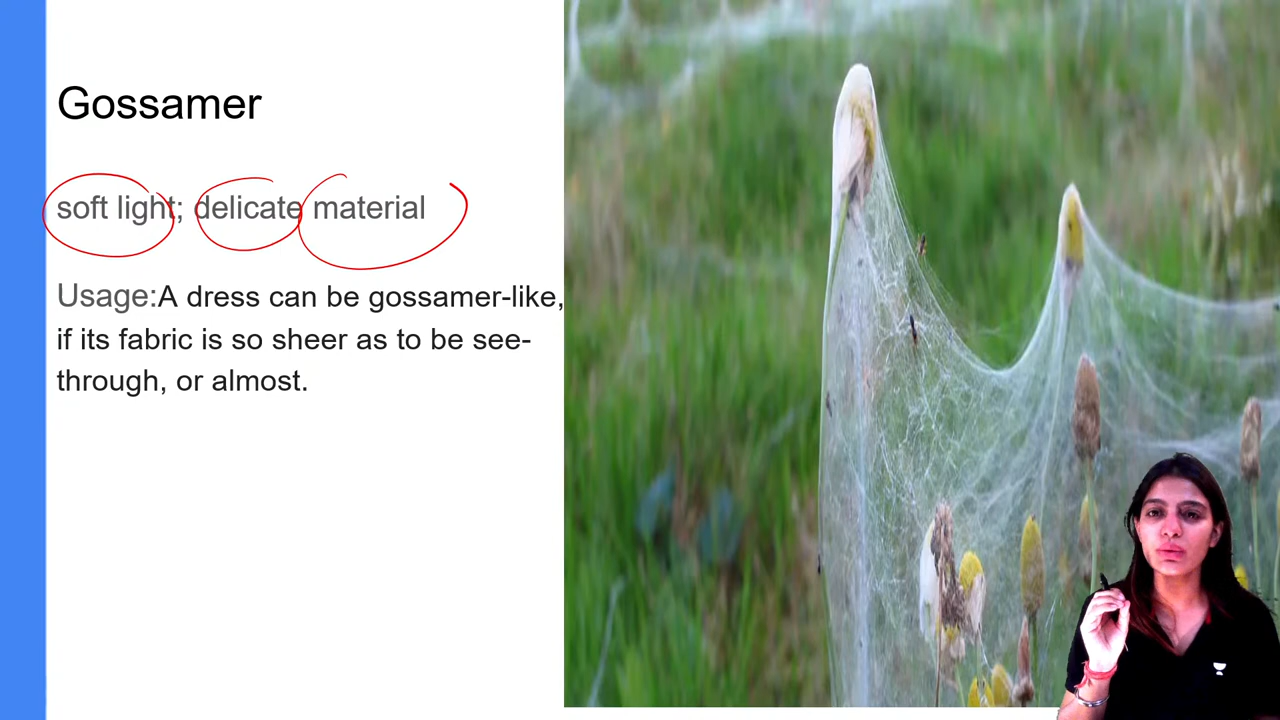 Gossamer
soft light; delicate material
Usage:A dress can be gossamer-like,
if its fabric is so sheer as to be see-
through, or almost.